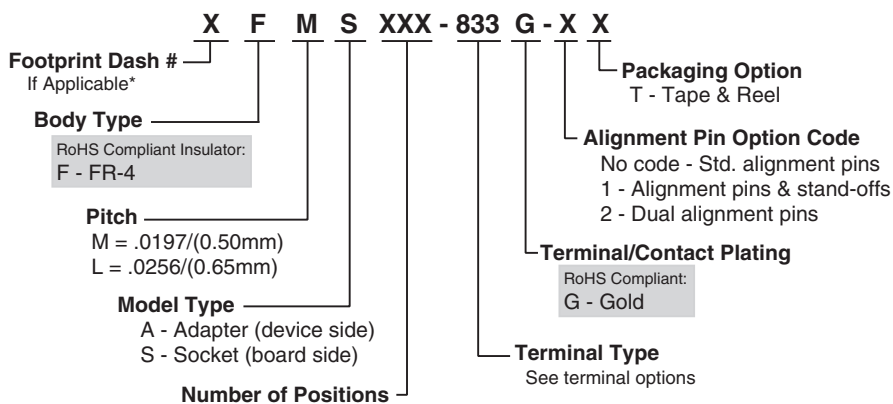 X F M S XXX - 833 G - X X
Footprint Dash #
If Applicable*
Body Type
RoHS Compliant Insulator:
F - FR-4
Pitch
M = .0197/(0.50mm)
L = .0256/(0.65mm)
Model Type
A - Adapter (device side)
S - Socket (board side)
Number of Positions
Packaging Option
T - Tape & Reel
Alignment Pin Option Code
No code - Std. alignment pins
1 - Alignment pins & stand-offs
2 - Dual alignment pins
Terminal/Contact Plating
RoHS Compliant:
G - Gold
Terminal Type
See terminal options